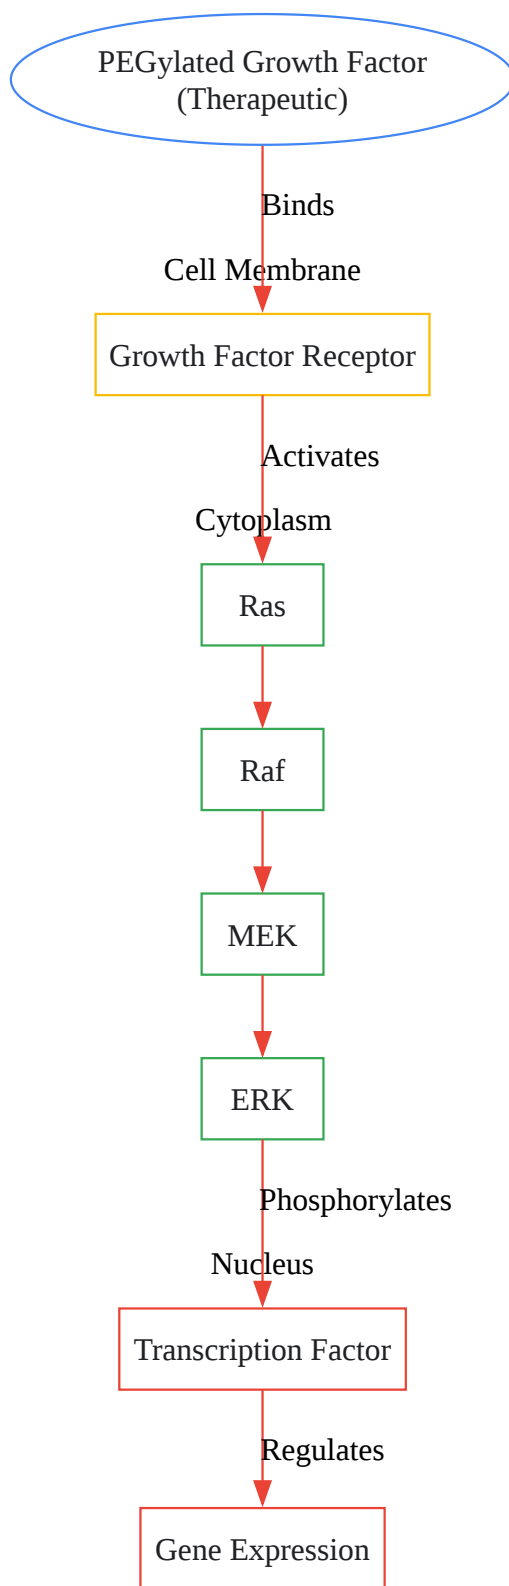 PEGylated Growth Factor
(Therapeutic)
Binds
Cell Membrane
Growth Factor Receptor
Activates
Cytoplasm
Ras
Raf
MEK
ERK
Phosphorylates
Nucleus
Transcription Factor
Regulates
Gene Expression